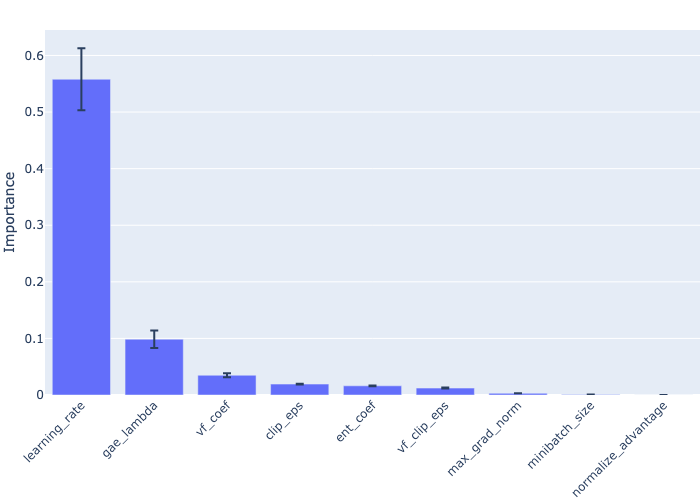 Importance
0.6
0.5
0.4
0.3
0.2
0.1
0
learning_rate
gae_lambda
vf_coef
clip_eps
ent_coef
vf_clip_eps
max_grad_norm
minibatch_size
normalize_advantage